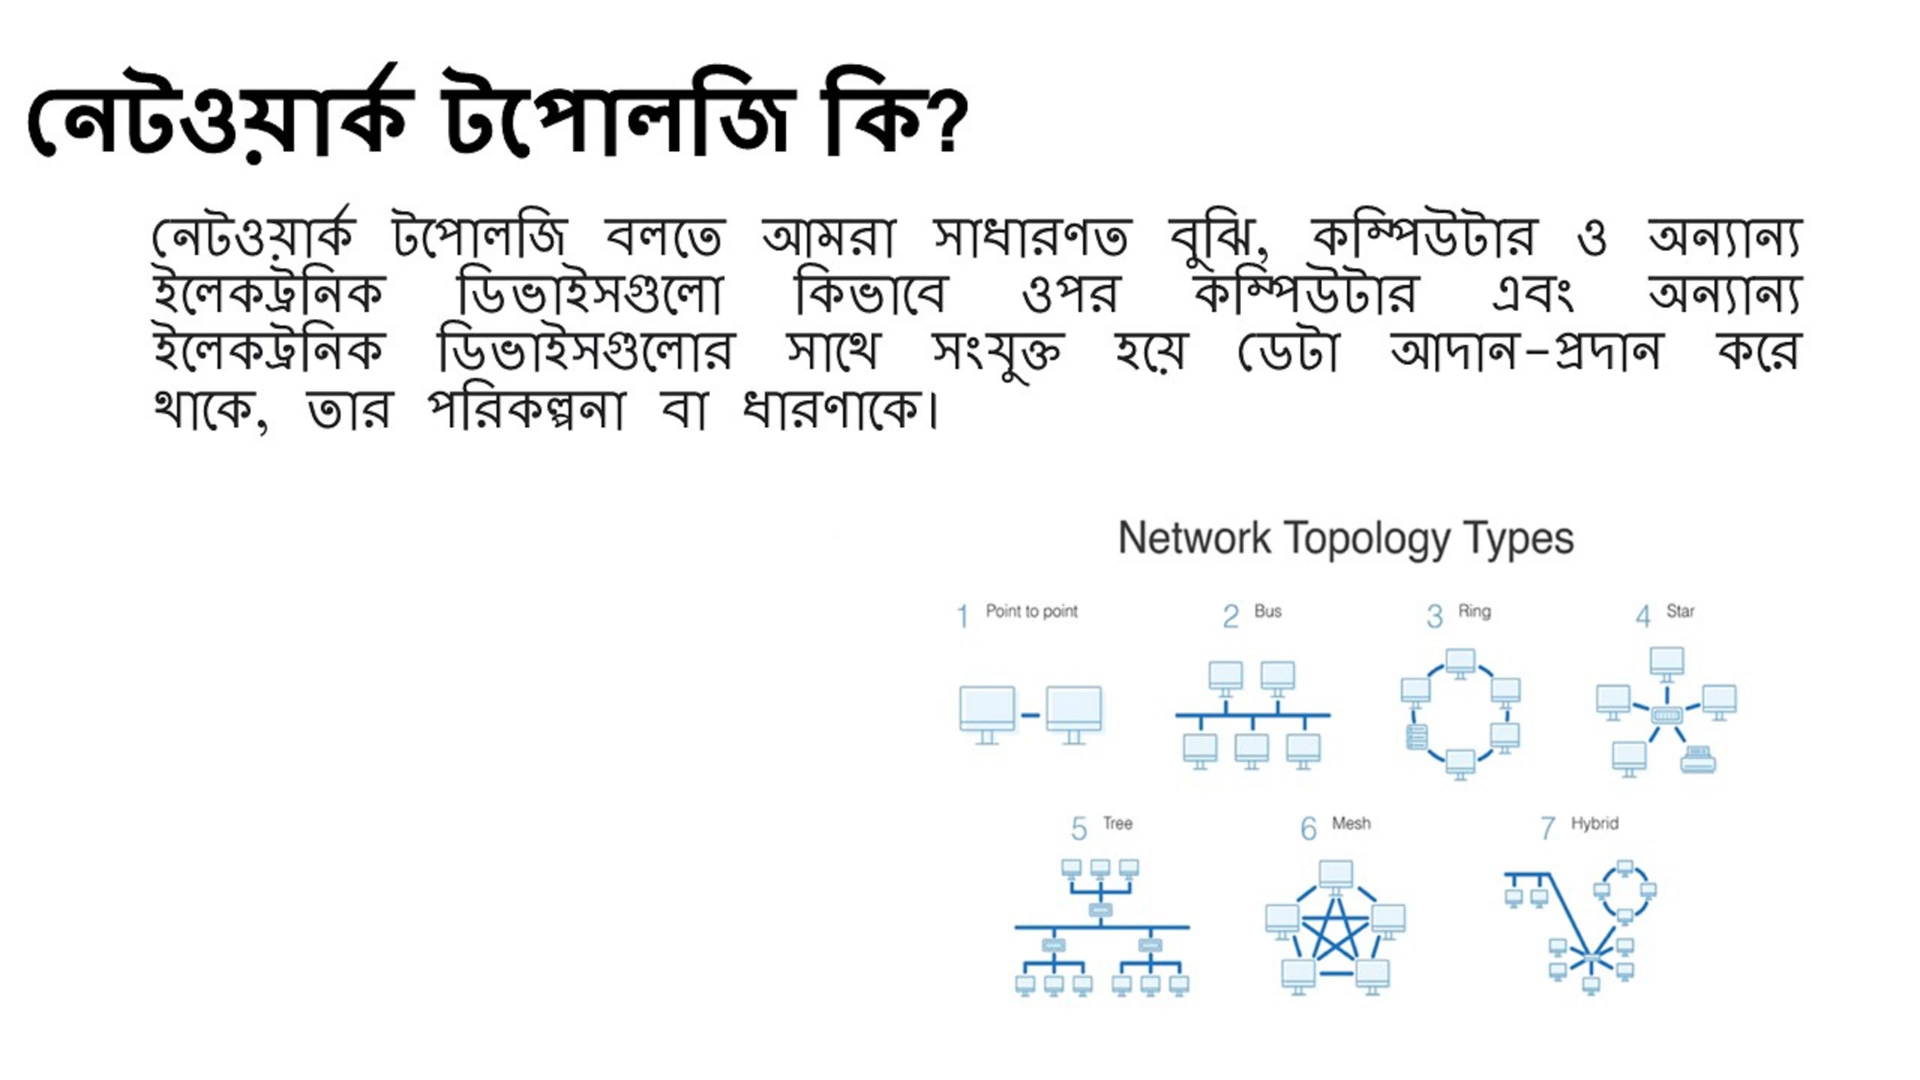 নেটওয়ার্ক টপোলজি কি?
নেটওয়ার্ক টপোলজি বলতে আমরা সাধারণত বুঝি, কম্পিউটার ও অন্যান্য
ইলেকট্রনিক ডিভাইসগুলো কিভাবে ওপর কম্পিউটার এবং অন্যান্য
ইলেকট্রনিক ডিভাইসগুলোর সাথে সংযুক্ত হয়ে ডেটা আদান-প্রদান করে
থাকে, তার পরিকল্পনা বা ধারণাকে।
Network Topology Types
1 Point to point
2 Bus
3 Ring
4 Star
5 Tree
6 Mesh
7 Hybrid